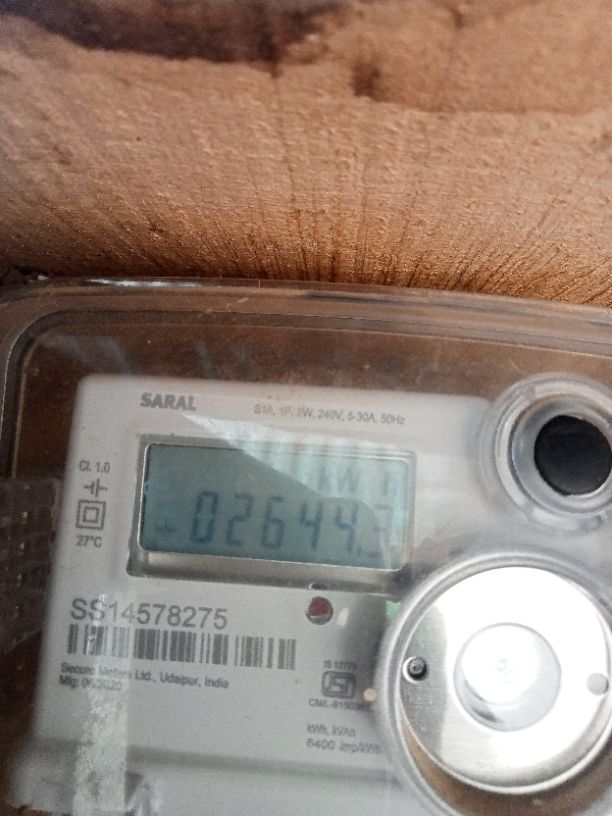 SARAL
S1A, 1P, 2W, 240V, 5-30A, 50Hz
Cl. 1.0
kW h
02644.3
27°C
SS14578275
Secure Meters Ltd., Udaipur, India
Mfg: 06/2020
IS 13779
kWh, kVAh
6400 imp/kWh